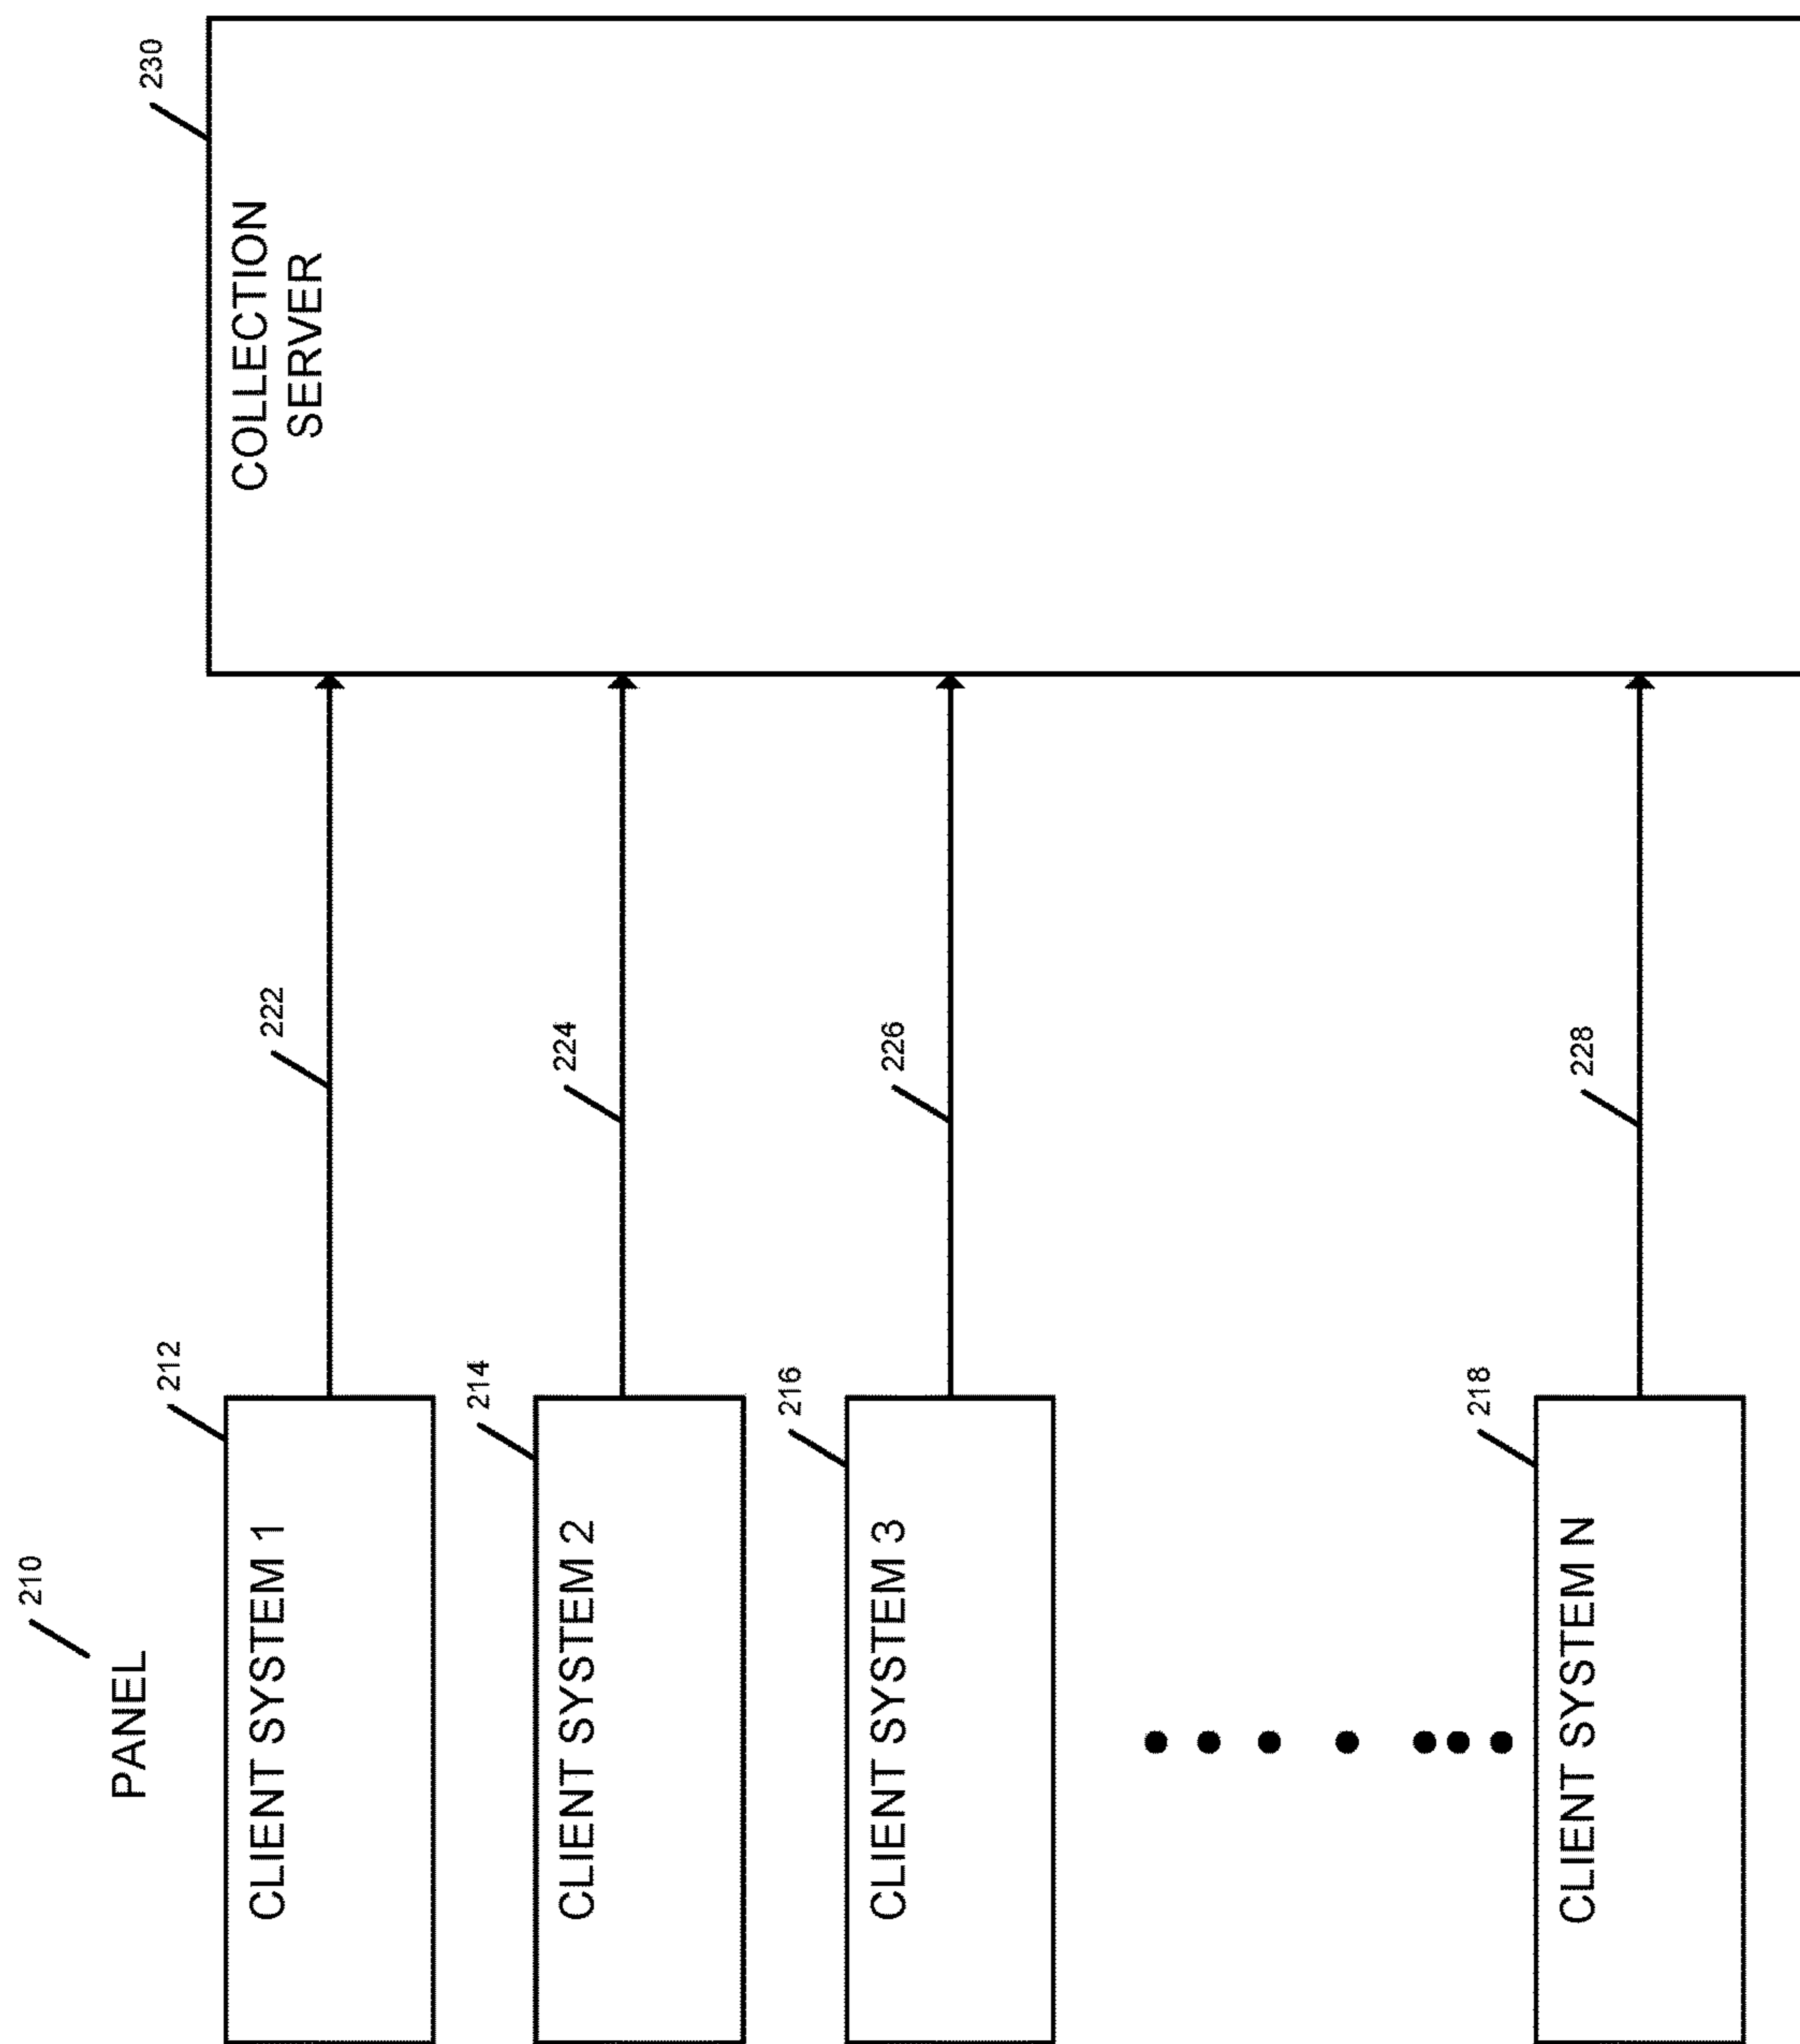 210
PANEL
212
CLIENT SYSTEM 1
222
230
COLLECTION
SERVER
214
CLIENT SYSTEM 2
224
216
CLIENT SYSTEM 3
226
218
CLIENT SYSTEM N
228